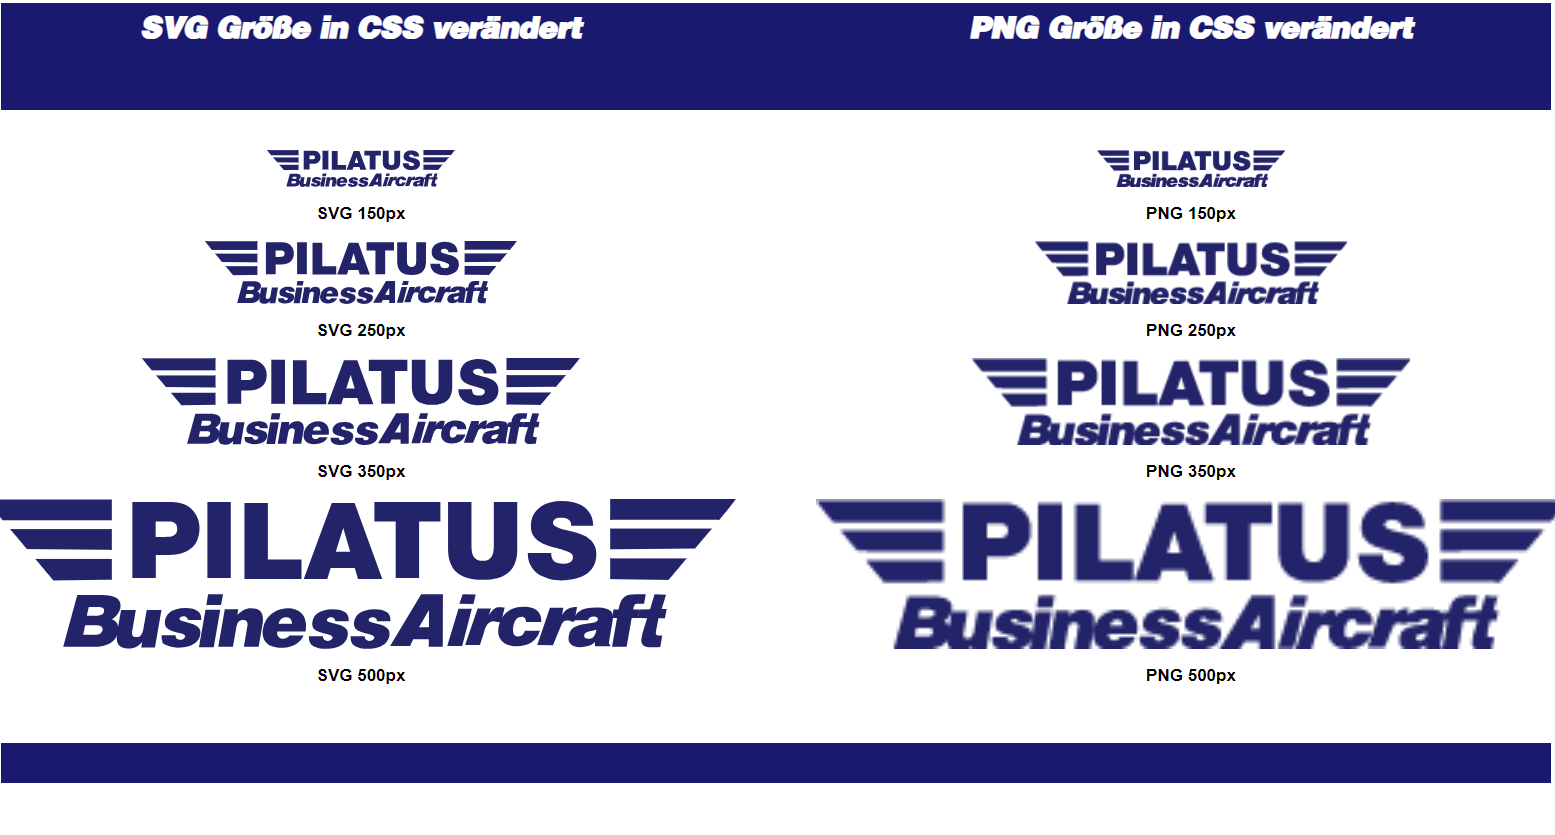 SVG Größe in CSS verändert
PNG Größe in CSS verändert
PILATUS
BusinessAircraft
SVG 150px
PILATUS
BusinessAircraft
PNG 150px
PILATUS
BusinessAircraft
SVG 250px
PILATUS
BusinessAircraft
PNG 250px
PILATUS
BusinessAircraft
SVG 350px
PILATUS
BusinessAircraft
PNG 350px
PILATUS
BusinessAircraft
SVG 500px
PILATUS
BusinessAircraft
PNG 500px